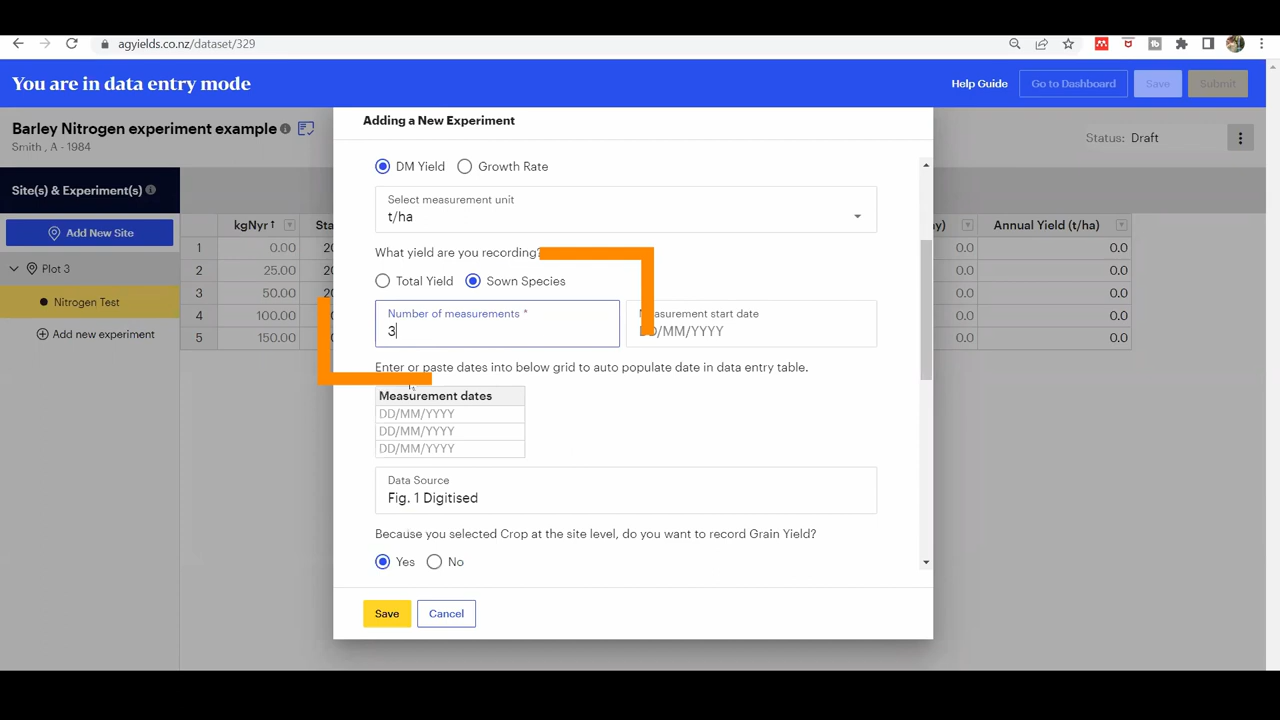 agyields.co.nz/dataset/329
You are in data entry mode
Help Guide
Go to Dashboard
Save
Submit
Barley Nitrogen experiment example
Smith , A - 1984
Status: Draft
Site(s) & Experiment(s)
Add New Site
Plot 3
Nitrogen Test
Add new experiment
kgNyr↑ Sta
1 0.00 20
2 25.00 20
3 50.00 20
4 100.00
5 150.00
y) Annual Yield (t/ha)
0.0 0.0
0.0 0.0
0.0 0.0
0.0 0.0
0.0 0.0
Adding a New Experiment
DM Yield Growth Rate
Select measurement unit
t/ha
What yield are you recording?
Total Yield Sown Species
Number of measurements *
3
Measurement start date
DD/MM/YYYY
Enter or paste dates into below grid to auto populate date in data entry table.
Measurement dates
DD/MM/YYYY
DD/MM/YYYY
DD/MM/YYYY
Data Source
Fig. 1 Digitised
Because you selected Crop at the site level, do you want to record Grain Yield?
Yes No
Save Cancel